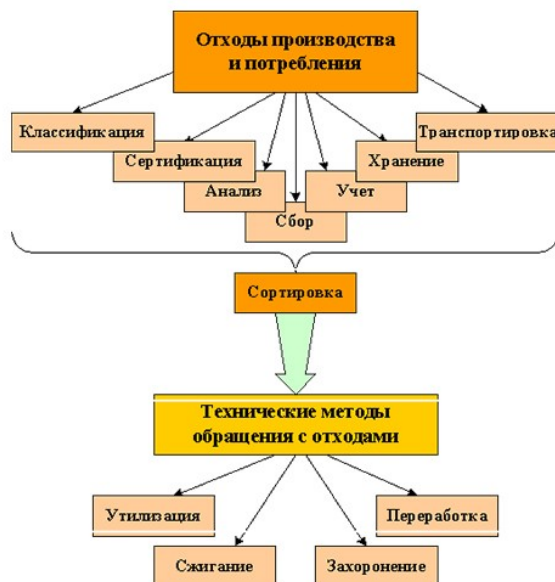 Отходы производства
и потребления
Классификация
Транспортировка
Сертификация
Хранение
Анализ
Учет
Сбор
Сортировка
Технические методы
обращения с отходами
Утилизация
Переработка
Сжигание
Захоронение